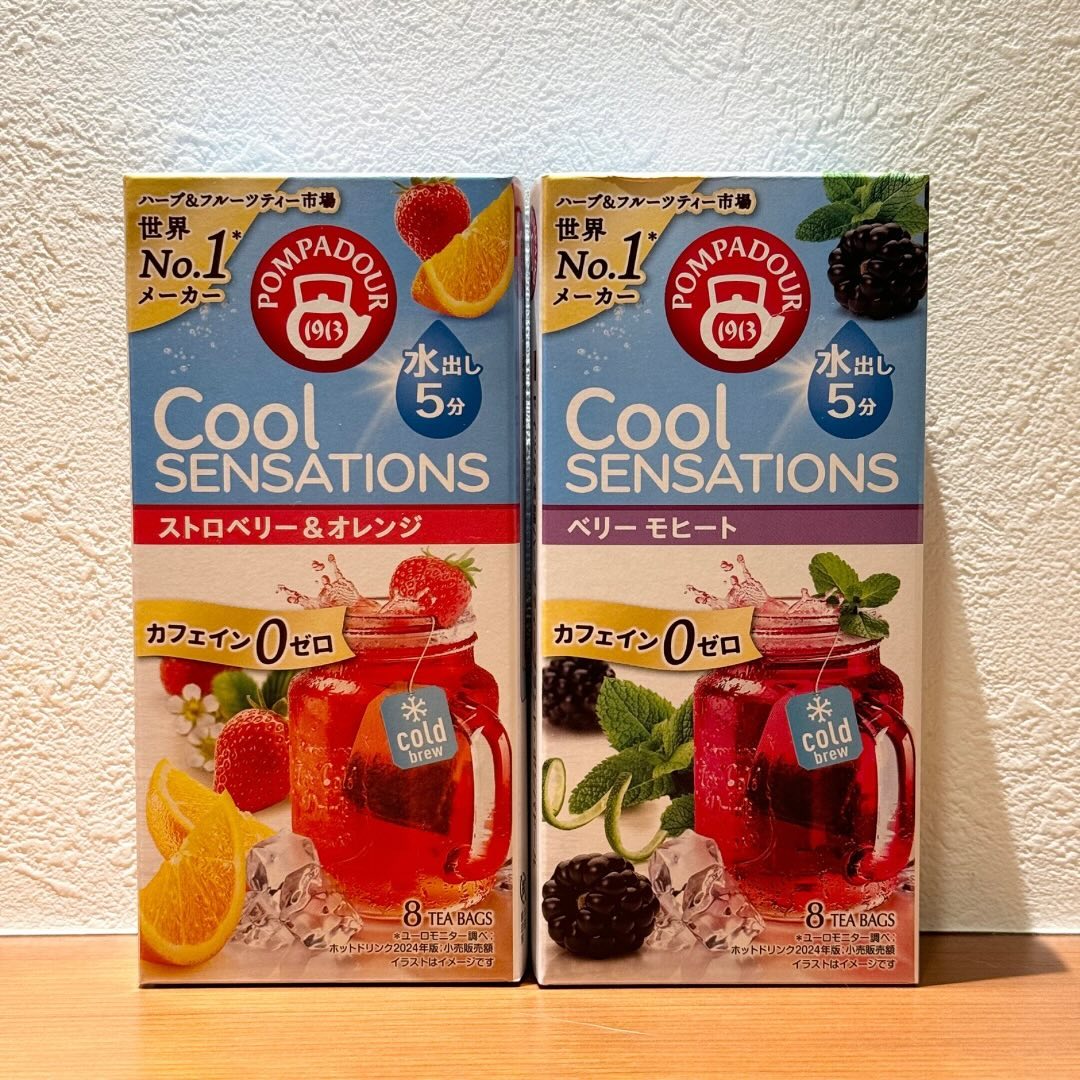 ハーブ&フルーツティー市場
世界
No.1*
メーカー
POMPADOUR
1913
水出し
5分
Cool
SENSATIONS
ストロベリー&オレンジ
カフェイン0ゼロ
cold
brew
8 TEA BAGS
*ユーロモニター調べ;
ホットドリンク2024年版;小売販売額
イラストはイメージです
ハーブ&フルーツティー市場
世界
No.1*
メーカー
POMPADOUR
1913
水出し
5分
Cool
SENSATIONS
ベリー モヒート
カフェイン0ゼロ
cold
brew
8 TEA BAGS
*ユーロモニター調べ;
ホットドリンク2024年版;小売販売額
イラストはイメージです